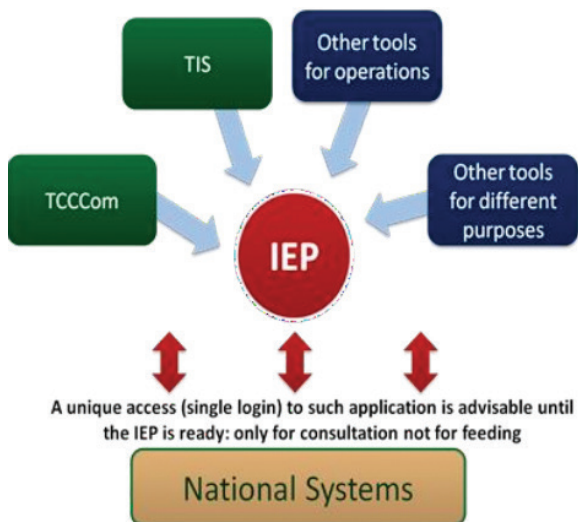 TIS
Other tools
for operations
TCCCom
Other tools
for different
purposes
IEP
A unique access (single login) to such application is advisable until
the IEP is ready: only for consultation not for feeding
National Systems